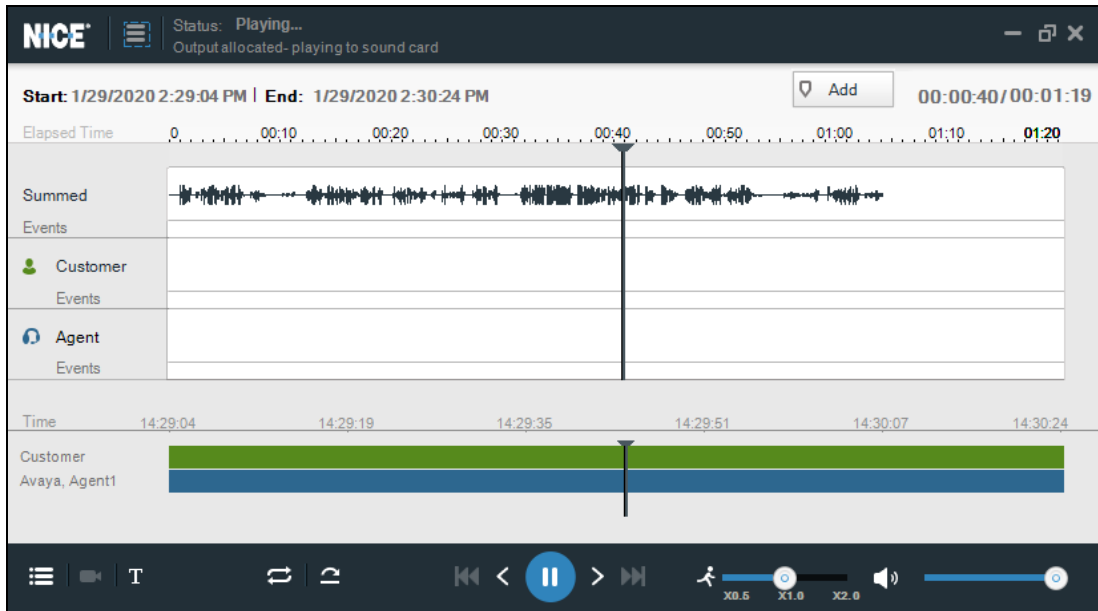 NICE Status: Playing...
Output allocated- playing to sound card
Start: 1/29/2020 2:29:04 PM | End: 1/29/2020 2:30:24 PM Add 00:00:40/00:01:19
Elapsed Time 0 00:10 00:20 00:30 00:40 00:50 01:00 01:10 01:20
Summed
Events
Customer
Events
Agent
Events
Time 14:29:04 14:29:19 14:29:35 14:29:51 14:30:07 14:30:24
Customer
Avaya, Agent1
T
X0.5 X1.0 X2.0